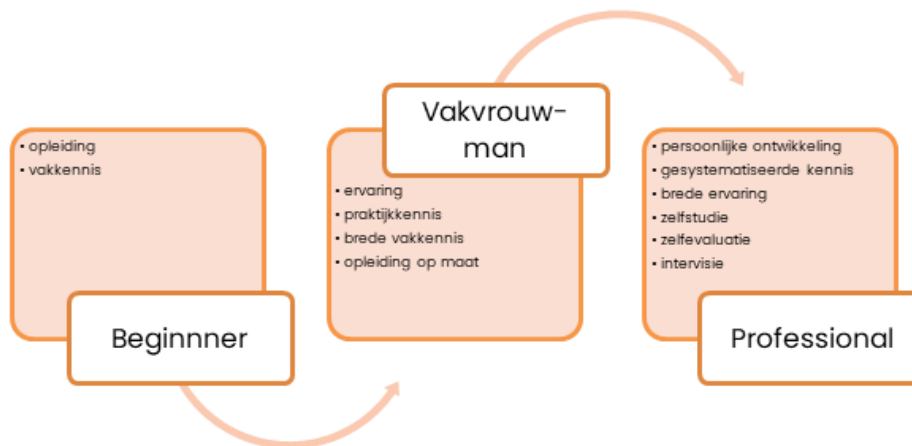 • opleiding
• vakkennis
Beginnner
Vakvrouw-
man
• ervaring
• praktijkkennis
• brede vakkennis
• opleiding op maat
• persoonlijke ontwikkeling
• gesystematiseerde kennis
• brede ervaring
• zelfstudie
• zelfevaluatie
• intervisie
Professional